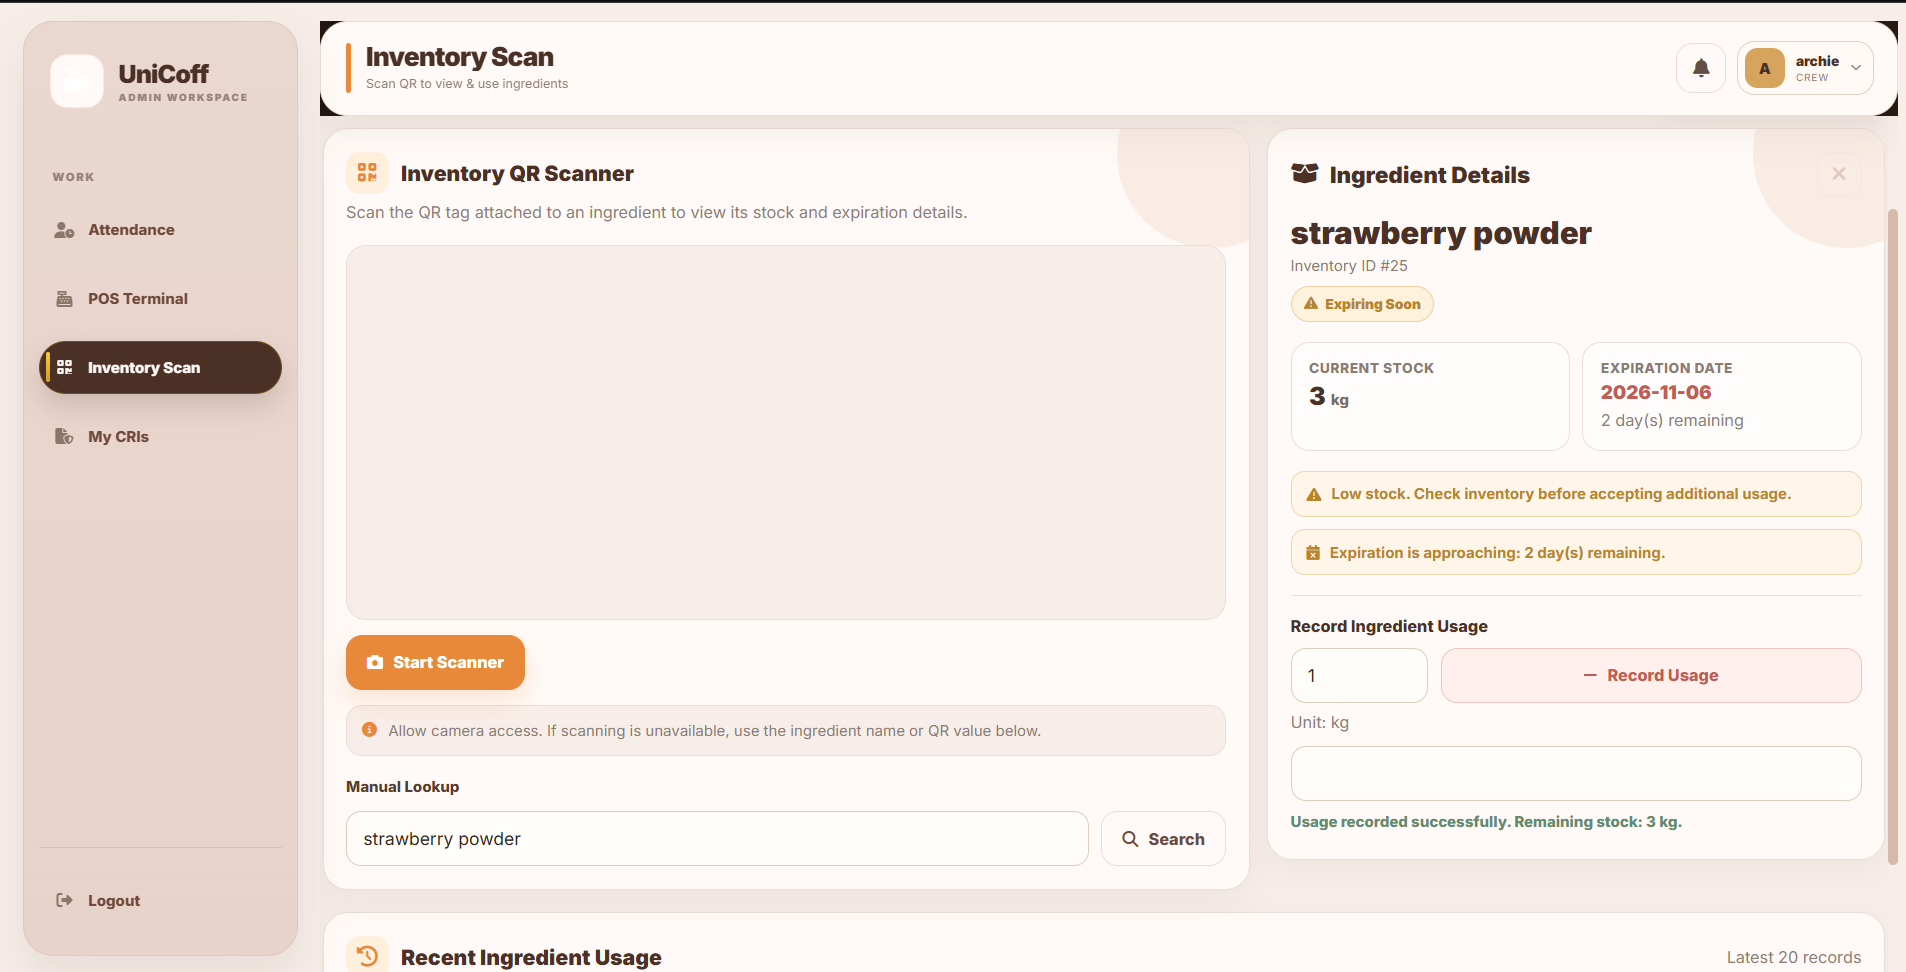 UniCoff
ADMIN WORKSPACE
WORK
Attendance
POS Terminal
Inventory Scan
My CRIs
Logout
Inventory Scan
Scan QR to view & use ingredients
A
archie
CREW
Inventory QR Scanner
Scan the QR tag attached to an ingredient to view its stock and expiration details.
Start Scanner
Allow camera access. If scanning is unavailable, use the ingredient name or QR value below.
Manual Lookup
strawberry powder
Search
Ingredient Details
strawberry powder
Inventory ID #25
Expiring Soon
CURRENT STOCK
3 kg
EXPIRATION DATE
2026-11-06
2 day(s) remaining
Low stock. Check inventory before accepting additional usage.
Expiration is approaching: 2 day(s) remaining.
Record Ingredient Usage
1
Record Usage
Unit: kg
Usage recorded successfully. Remaining stock: 3 kg.
Recent Ingredient Usage
Latest 20 records